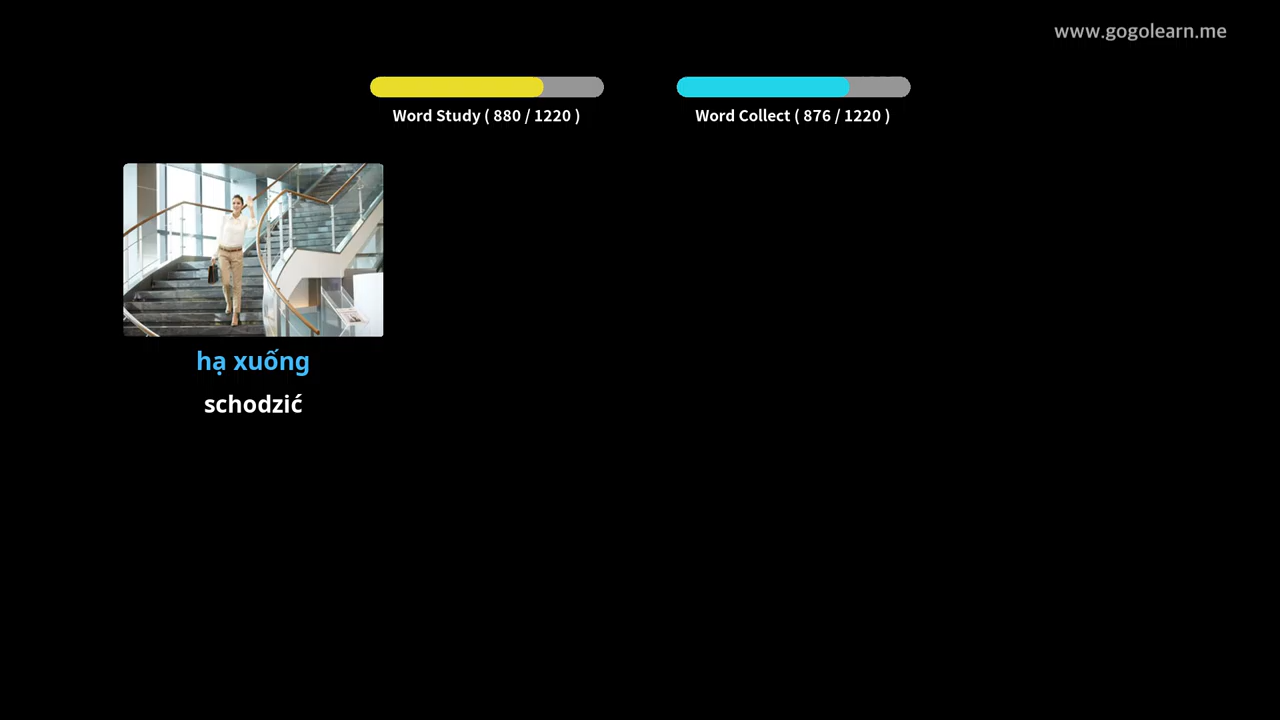 www.gogolearn.me
Word Study ( 880 / 1220 )
Word Collect ( 876 / 1220 )
hạ xuống
schodzić